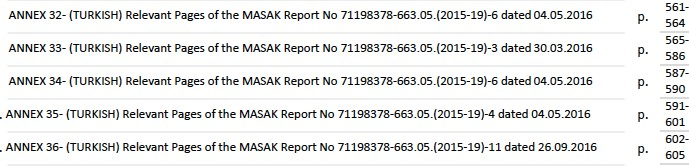 ANNEX 32- (TURKISH) Relevant Pages of the MASAK Report No 71198378-663.05.(2015-19)-6 dated 04.05.2016 p. 561-
564
ANNEX 33- (TURKISH) Relevant Pages of the MASAK Report No 71198378-663.05.(2015-19)-3 dated 30.03.2016 p. 565-
586
ANNEX 34- (TURKISH) Relevant Pages of the MASAK Report No 71198378-663.05.(2015-19)-6 dated 04.05.2016 p. 587-
590
ANNEX 35- (TURKISH) Relevant Pages of the MASAK Report No 71198378-663.05.(2015-19)-4 dated 04.05.2016 p. 591-
601
ANNEX 36- (TURKISH) Relevant Pages of the MASAK Report No 71198378-663.05.(2015-19)-11 dated 26.09.2016 p. 602-
605